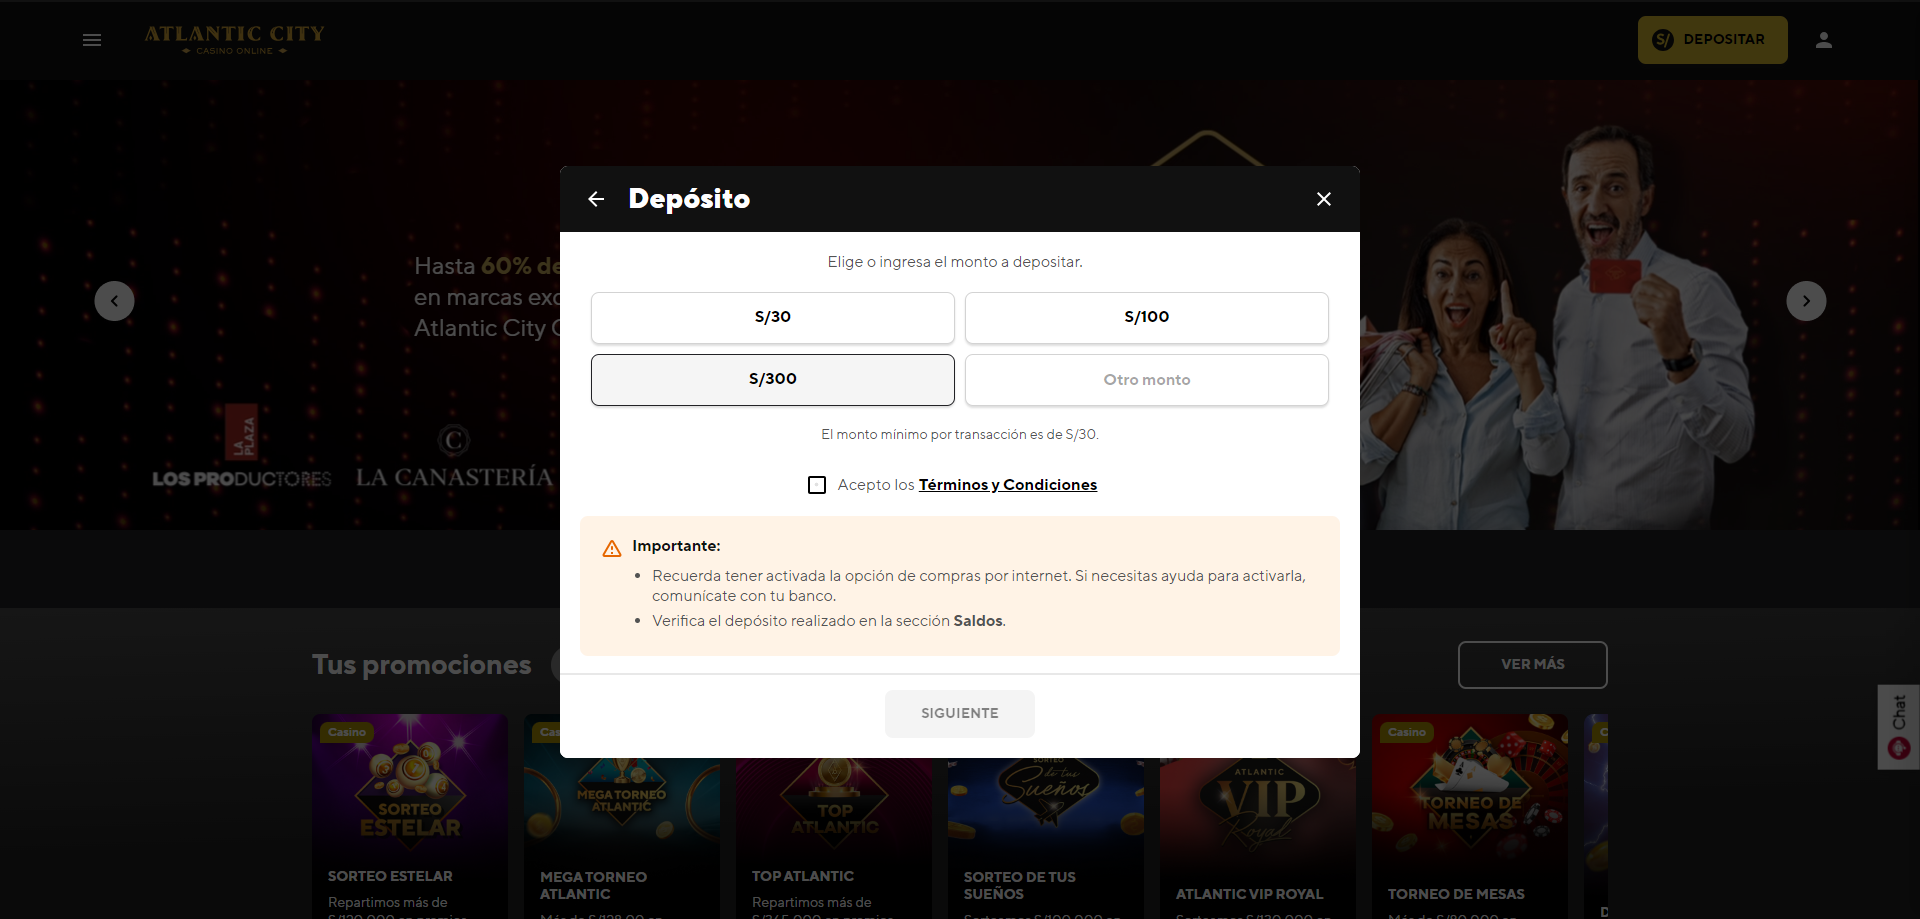 ATLANTIC CITY
CASINO ONLINE
S/ DEPOSITAR
Depósito
Elige o ingresa el monto a depositar.
S/30
S/100
S/300
Otro monto
El monto mínimo por transacción es de S/30.
Acepto los Términos y Condiciones
Importante:
Recuerda tener activada la opción de compras por internet. Si necesitas ayuda para activarla,
comunícate con tu banco.
Verifica el depósito realizado en la sección Saldos.
SIGUIENTE
Hasta 60% de
en marcas exc
Atlantic City
LA PLAZA
LOS PRODUCTORES
C
LA CANASTERÍA
Tus promociones
VER MÁS
Chat
Casino
SORTEO
ESTELAR
SORTEO ESTELAR
Repartimos más de
S/120,000 en premios
MEGA TORNEO
ATLANTIC
MEGA TORNEO
ATLANTIC
TOP
ATLANTIC
TOP ATLANTIC
Repartimos más de
SORTEO
de tus
Sueños
SORTEO DE TUS
SUEÑOS
ATLANTIC
VIP
Royal
ATLANTIC VIP ROYAL
Casino
TORNEO DE
MESAS
TORNEO DE MESAS